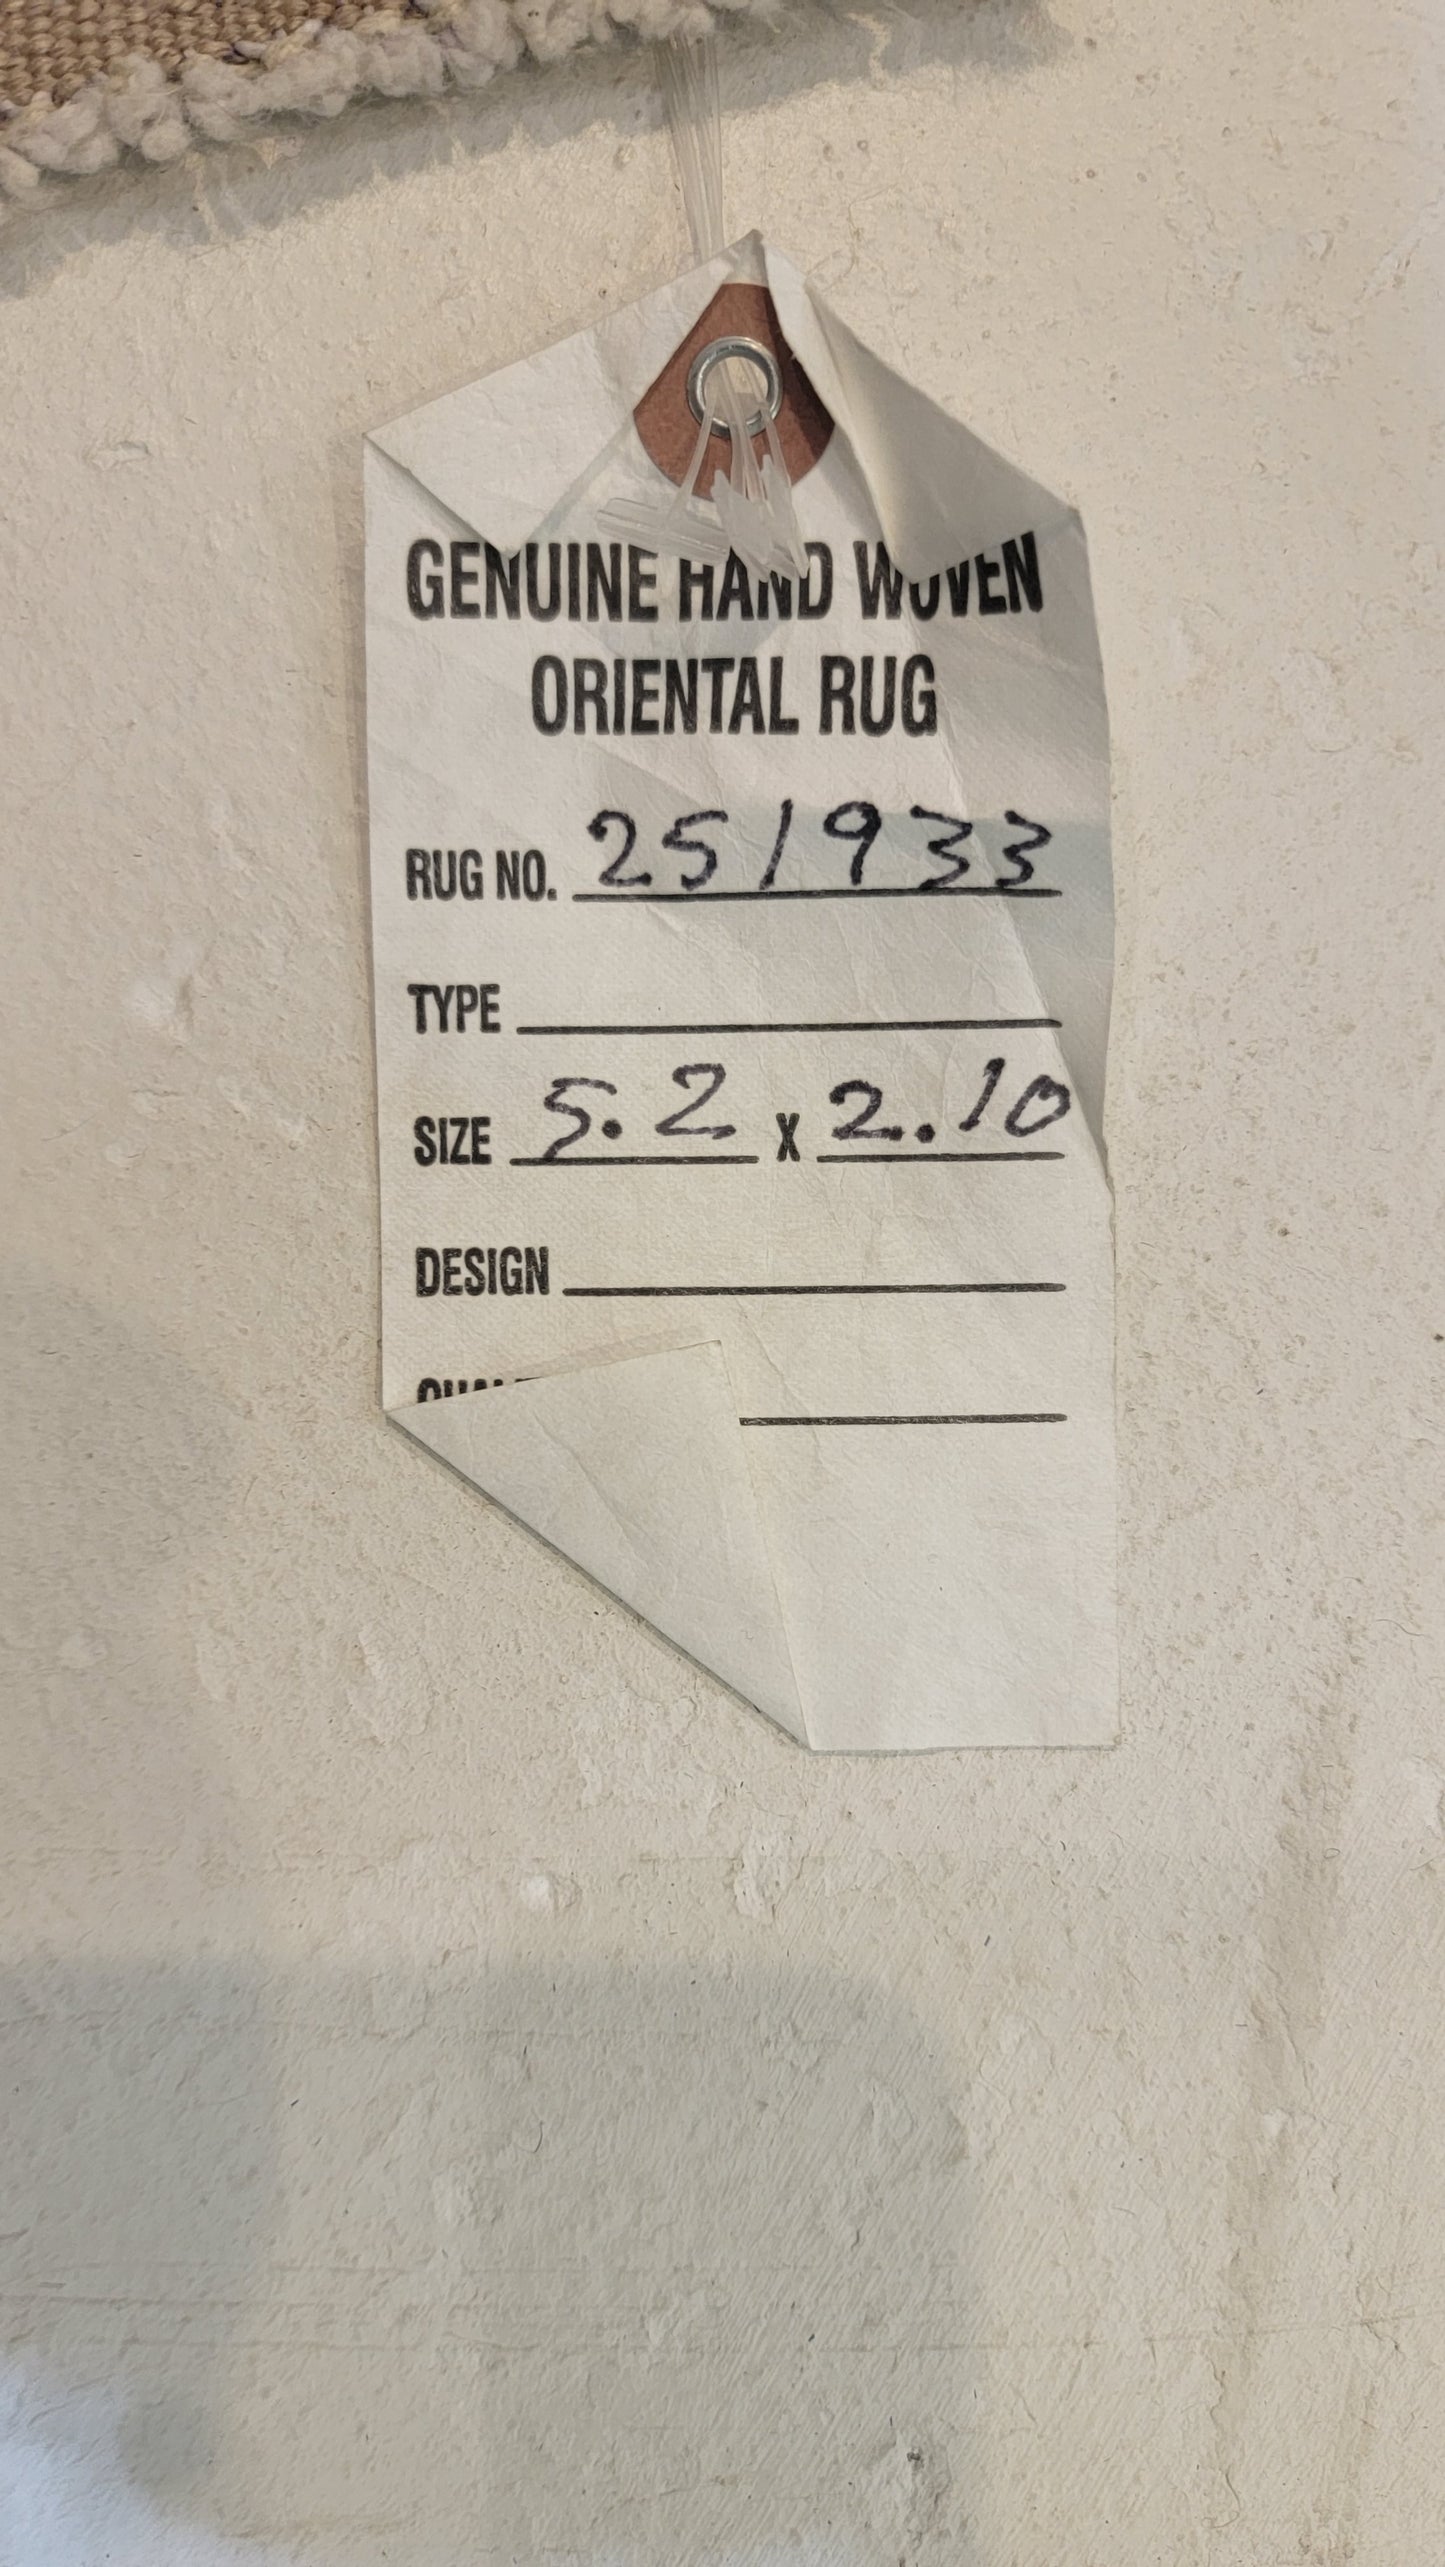 GENUINE HAND WOVEN
ORIENTAL RUG
RUG NO. 251933
TYPE
SIZE 5.2 X 2.10
DESIGN